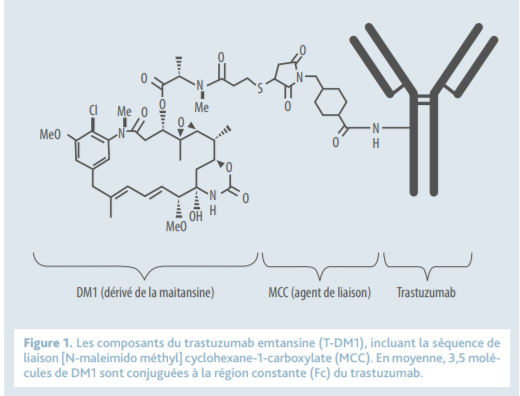 O
O
O
N
Me
O
S
O
N
O
O
N
H
O
Cl
Me
O
MeO
N
O
O
O
N
H
OH
MeO
DM1 (dérivé de la maitansine)
MCC (agent de liaison)
Trastuzumab
Figure 1. Les composants du trastuzumab emtansine (T-DM1), incluant la séquence de
liaison [N-maleimido méthyl] cyclohexane-1-carboxylate (MCC). En moyenne, 3,5 molé-
cules de DM1 sont conjuguées à la région constante (Fc) du trastuzumab.